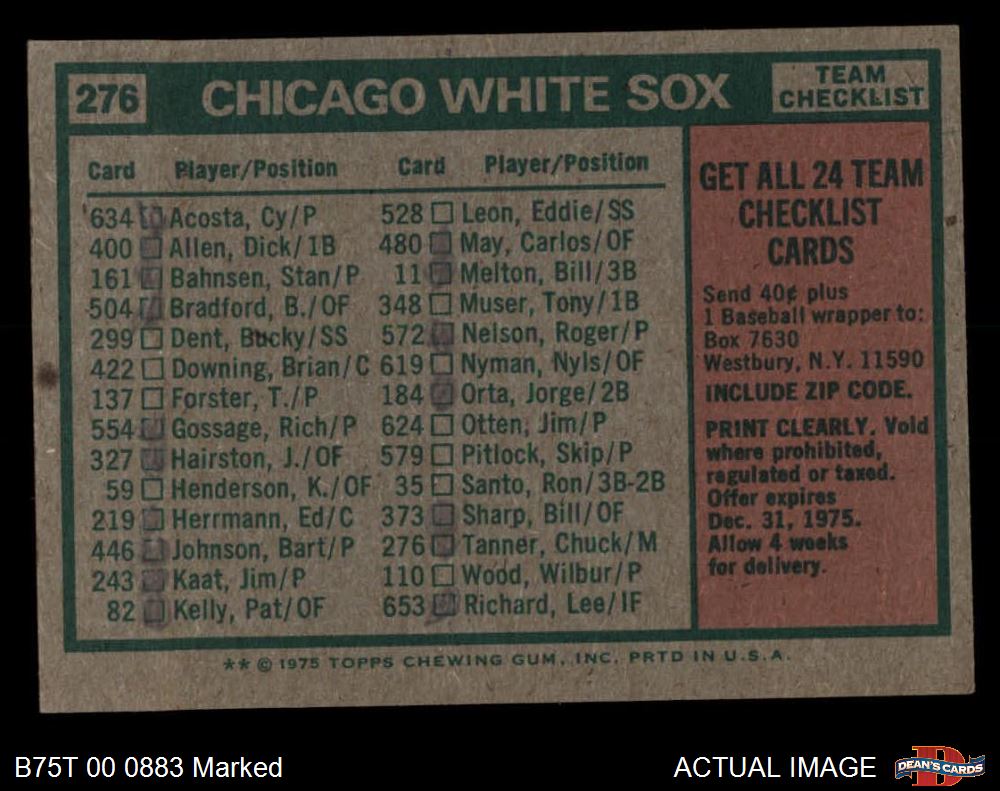 276 CHICAGO WHITE SOX TEAM CHECKLIST
Card Player/Position
634 Acosta, Cy/P
400 Allen, Dick/1B
161 Bahnsen, Stan/P
504 Bradford, B./OF
299 Dent, Bucky/SS
422 Downing, Brian/C
137 Forster, T./P
554 Gossage, Rich/P
327 Hairston, J./OF
59 Henderson, K./OF
219 Herrmann, Ed/C
446 Johnson, Bart/P
243 Kaat, Jim/P
82 Kelly, Pat/OF
Card Player/Position
528 Leon, Eddie/SS
480 May, Carlos/OF
11 Melton, Bill/3B
348 Muser, Tony/1B
572 Nelson, Roger/P
619 Nyman, Nyls/OF
184 Orta, Jorge/2B
624 Otten, Jim/P
579 Pitlock, Skip/P
35 Santo, Ron/3B-2B
373 Sharp, Bill/OF
276 Tanner, Chuck/M
110 Wood, Wilbur/P
653 Richard, Lee/IF
GET ALL 24 TEAM
CHECKLIST
CARDS
Send 40¢ plus
1 Baseball wrapper to:
Box 7630
Westbury, N.Y. 11590
INCLUDE ZIP CODE.
PRINT CLEARLY. Void
where prohibited,
regulated or taxed.
Offer expires
Dec. 31, 1975.
Allow 4 weeks
for delivery.
** © 1975 TOPPS CHEWING GUM, INC. PRTD IN U.S.A.
B75T 00 0883 Marked
ACTUAL IMAGE
DEAN'S CARDS